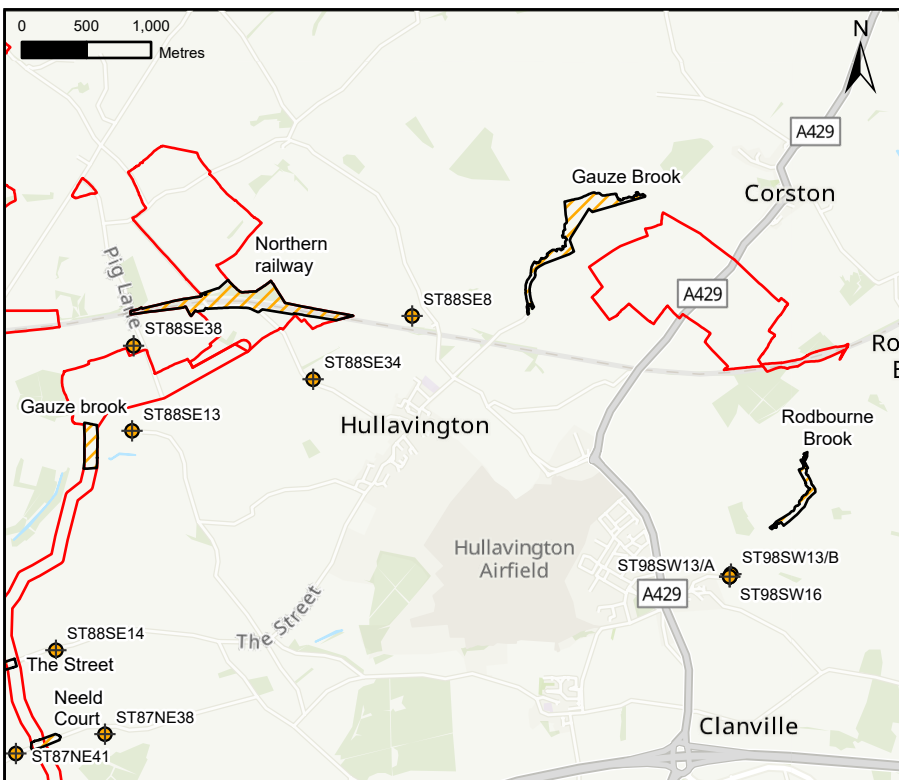 0 500 1,000
Metres
N
A429
Gauze Brook
Corston
Northern
railway
Pig Lane
A429
ST88SE8
ST88SE38
ST88SE34
Gauze brook
ST88SE13
Hullavington
Rodbourne
Brook
Hullavington
Airfield
ST98SW13/A
ST98SW13/B
ST98SW16
A429
The Street
ST88SE14
The Street
Neeld
Court
ST87NE38
ST87NE41
Clanville